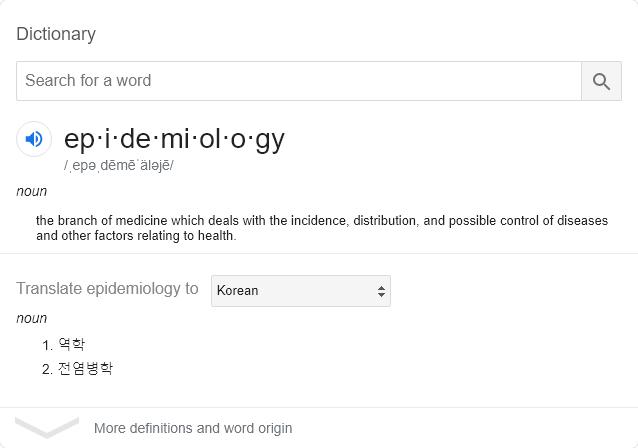 Dictionary
Search for a word
ep·i·de·mi·ol·o·gy
/ˌepəˌdēmēˈäləjē/
noun
the branch of medicine which deals with the incidence, distribution, and possible control of diseases
and other factors relating to health.
Translate epidemiology to Korean
noun
1. 역학
2. 전염병학
More definitions and word origin